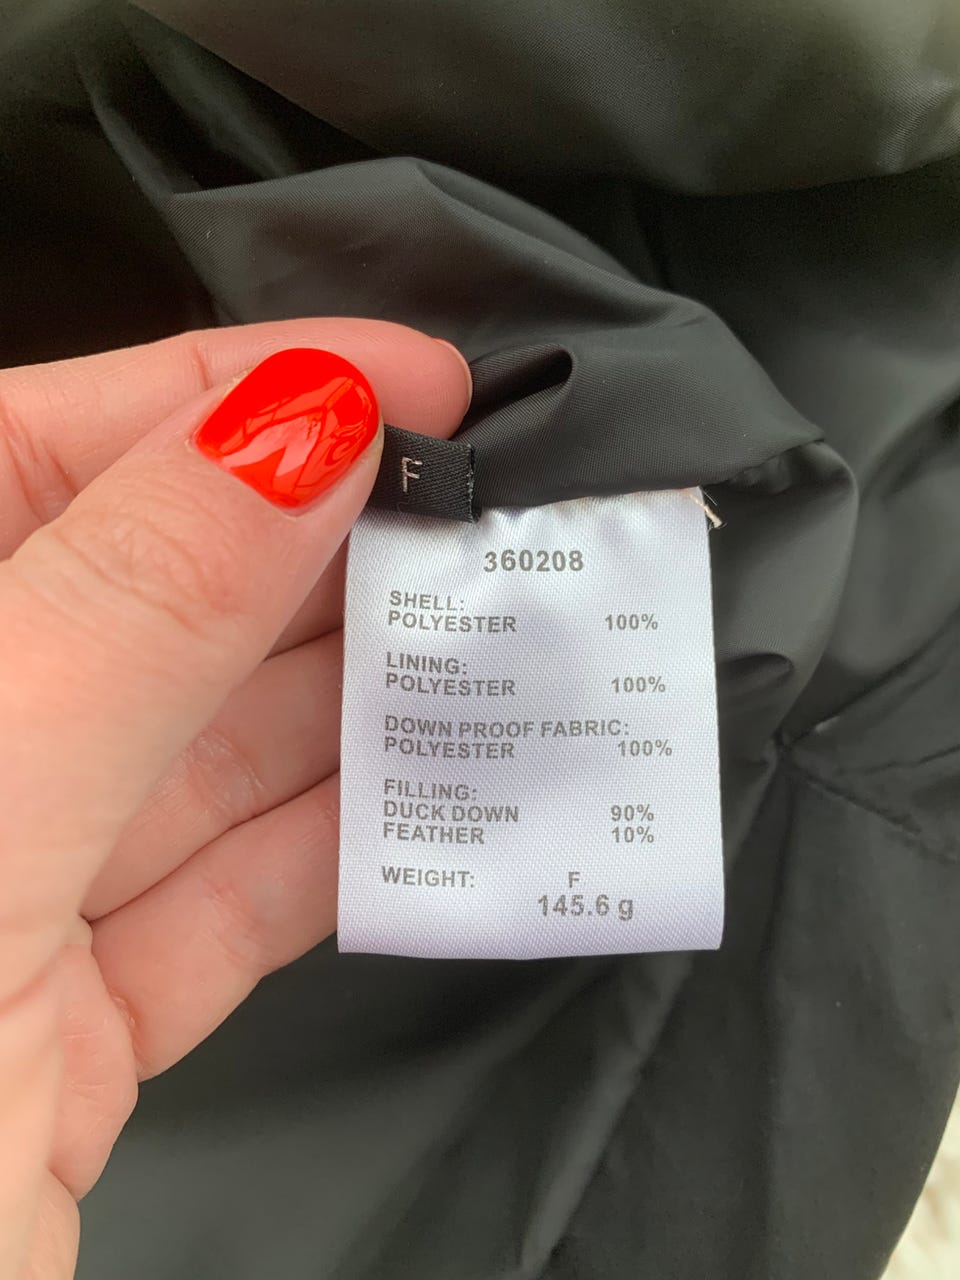 F
360208
SHELL:
POLYESTER 100%
LINING:
POLYESTER 100%
DOWN PROOF FABRIC:
POLYESTER 100%
FILLING:
DUCK DOWN 90%
FEATHER 10%
WEIGHT: F
145.6 g